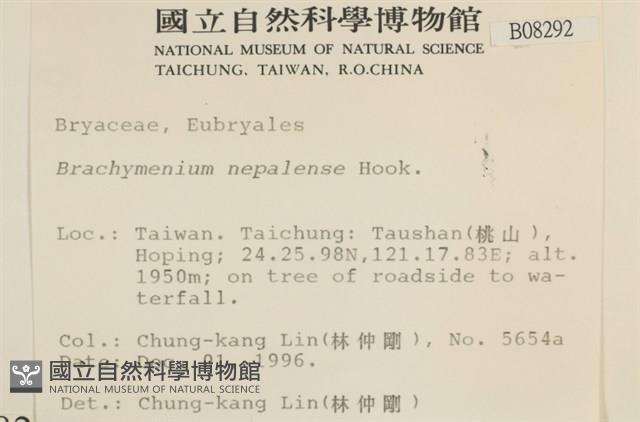 國立自然科學博物館
NATIONAL MUSEUM OF NATURAL SCIENCE
TAICHUNG, TAIWAN, R.O.CHINA
B08292
Bryaceae, Eubryales
Brachymenium nepalense Hook.
Loc.: Taiwan. Taichung: Taushan(桃山),
Hoping; 24.25.98N,121.17.83E; alt.
1950m; on tree of roadside to wa-
terfall.
Col.: Chung-kang Lin(林仲剛), No. 5654a
Date: Dec. 01, 1996.
國立自然科學博物館
NATIONAL MUSEUM OF NATURAL SCIENCE
Det.: Chung-kang Lin(林仲剛)